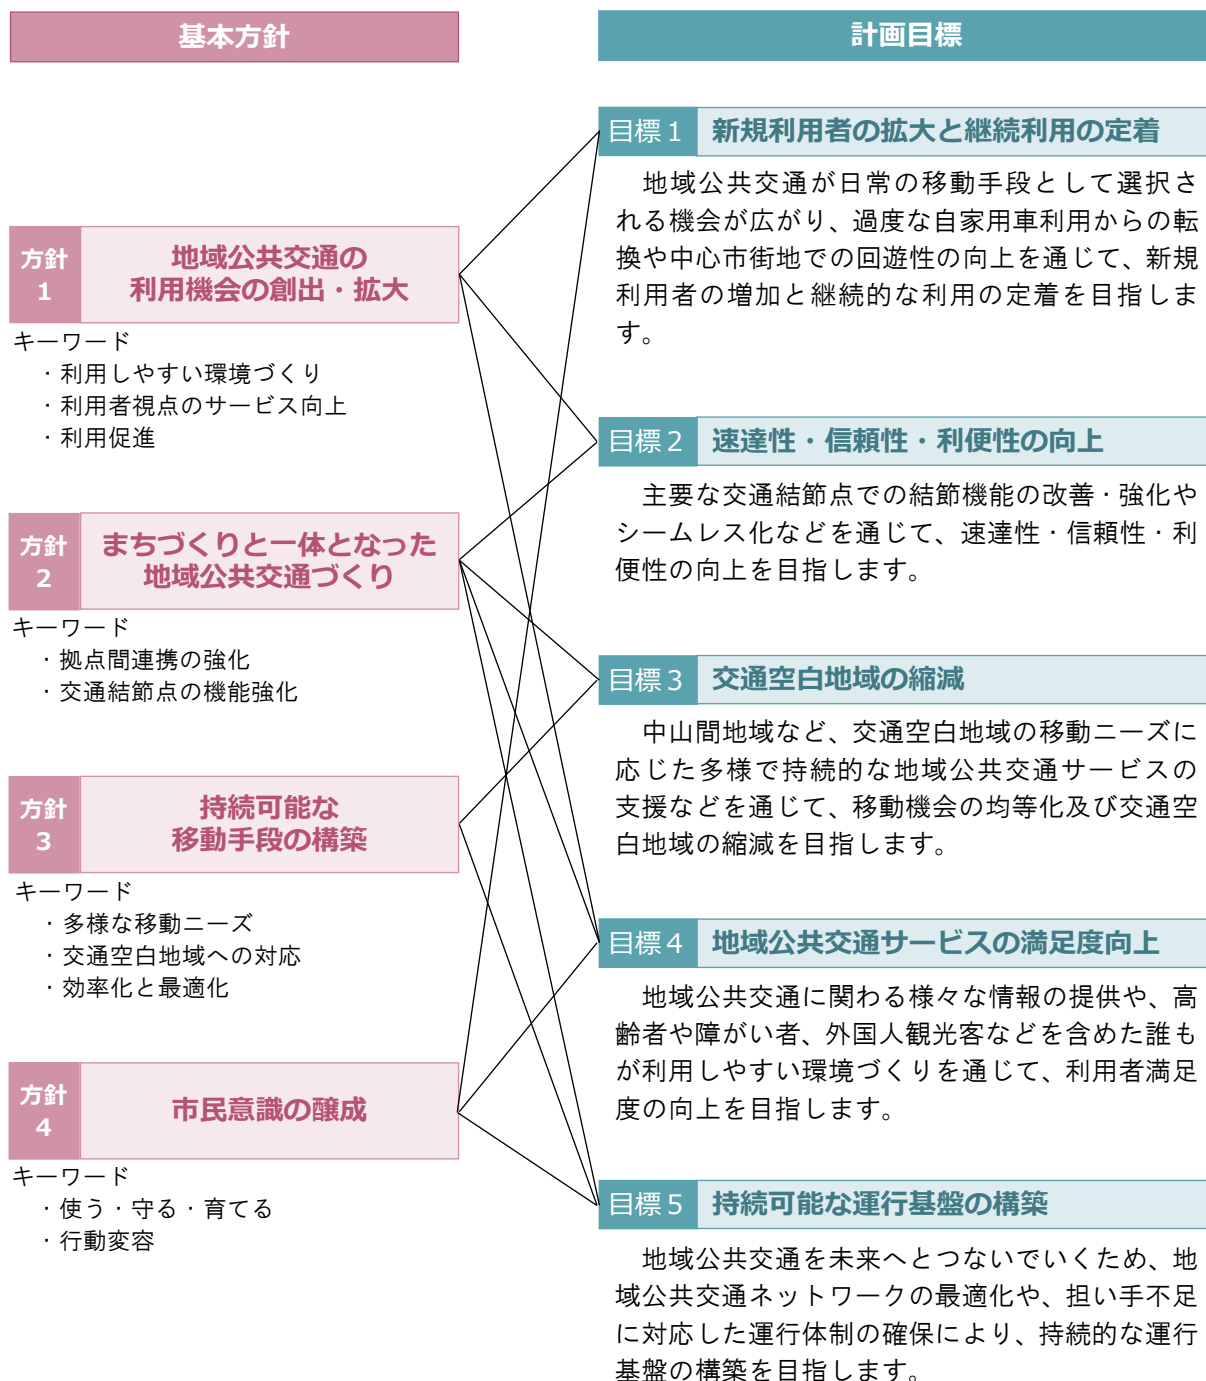 基本方針
方針
1
地域公共交通の
利用機会の創出・拡大
キーワード
・利用しやすい環境づくり
・利用者視点のサービス向上
・利用促進
方針
2
まちづくりと一体となった
地域公共交通づくり
キーワード
・拠点間連携の強化
・交通結節点の機能強化
方針
3
持続可能な
移動手段の構築
キーワード
・多様な移動ニーズ
・交通空白地域への対応
・効率化と最適化
方針
4
市民意識の醸成
キーワード
・使う・守る・育てる
・行動変容
計画目標
目標１ 新規利用者の拡大と継続利用の定着
地域公共交通が日常の移動手段として選択さ
れる機会が広がり、過度な自家用車利用からの転
換や中心市街地での回遊性の向上を通じて、新規
利用者の増加と継続的な利用の定着を目指しま
す。
目標２ 速達性・信頼性・利便性の向上
主要な交通結節点での結節機能の改善・強化や
シームレス化などを通じて、速達性・信頼性・利
便性の向上を目指します。
目標３ 交通空白地域の縮減
中山間地域など、交通空白地域の移動ニーズに
応じた多様で持続的な地域公共交通サービスの
支援などを通じて、移動機会の均等化及び交通空
白地域の縮減を目指します。
目標４ 地域公共交通サービスの満足度向上
地域公共交通に関わる様々な情報の提供や、高
齢者や障がい者、外国人観光客などを含めた誰も
が利用しやすい環境づくりを通じて、利用者満足
度の向上を目指します。
目標５ 持続可能な運行基盤の構築
地域公共交通を未来へとつないでいくため、地
域公共交通ネットワークの最適化や、担い手不足
に対応した運行体制の確保により、持続的な運行
基盤の構築を目指します。